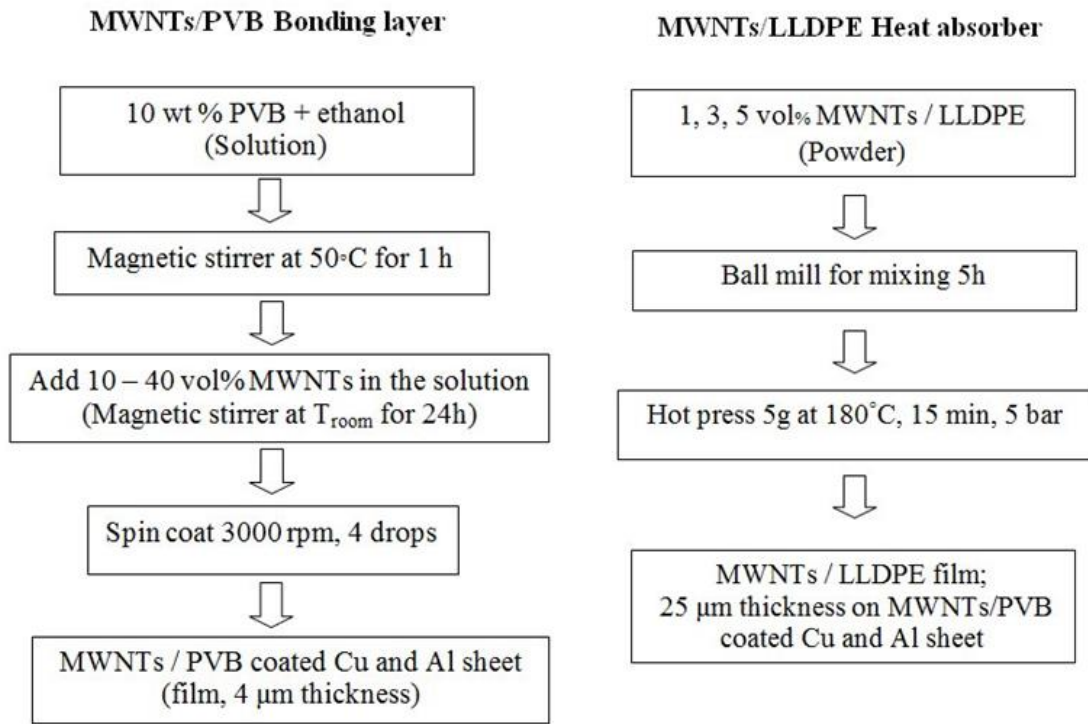 MWNTs/PVB Bonding layer
10 wt % PVB + ethanol
(Solution)
Magnetic stirrer at 50◦C for 1 h
Add 10 – 40 vol% MWNTs in the solution
(Magnetic stirrer at Troom for 24h)
Spin coat 3000 rpm, 4 drops
MWNTs / PVB coated Cu and Al sheet
(film, 4 µm thickness)
MWNTs/LLDPE Heat absorber
1, 3, 5 vol% MWNTs / LLDPE
(Powder)
Ball mill for mixing 5h
Hot press 5g at 180°C, 15 min, 5 bar
MWNTs / LLDPE film;
25 µm thickness on MWNTs/PVB
coated Cu and Al sheet